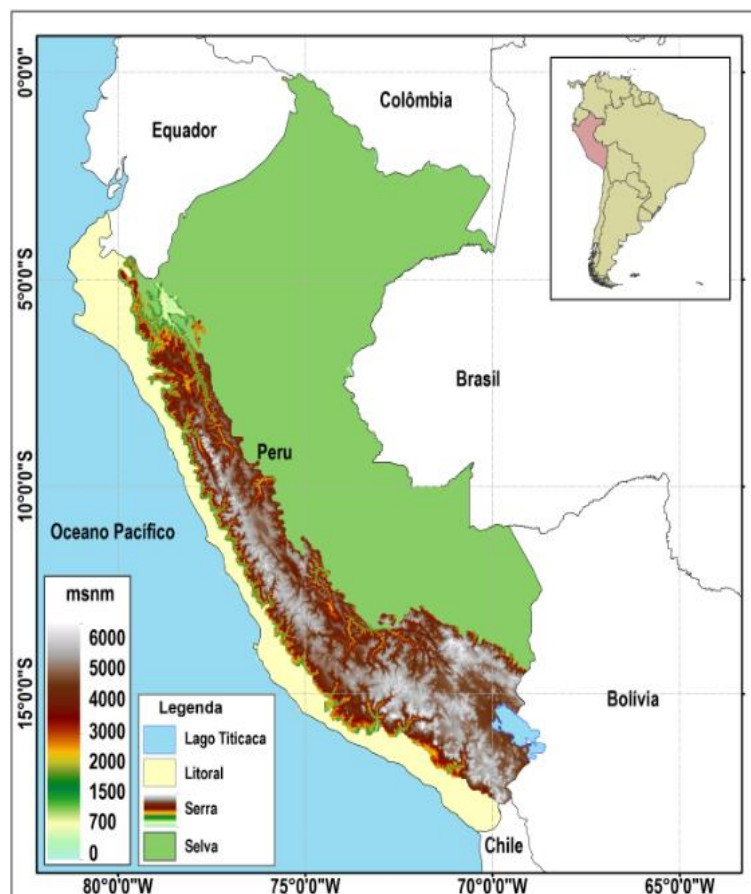 0°0'0"
5°0'0"S
10°0'0"S
15°0'0"S
Colômbia
Equador
Brasil
Peru
Oceano Pacífico
Bolívia
Chile
msnm
6000
5000
4000
3000
2000
1500
700
0
Legenda
Lago Titicaca
Litoral
Serra
Selva
80°0'0"W
75°0'0"W
70°0'0"W
65°0'0"W